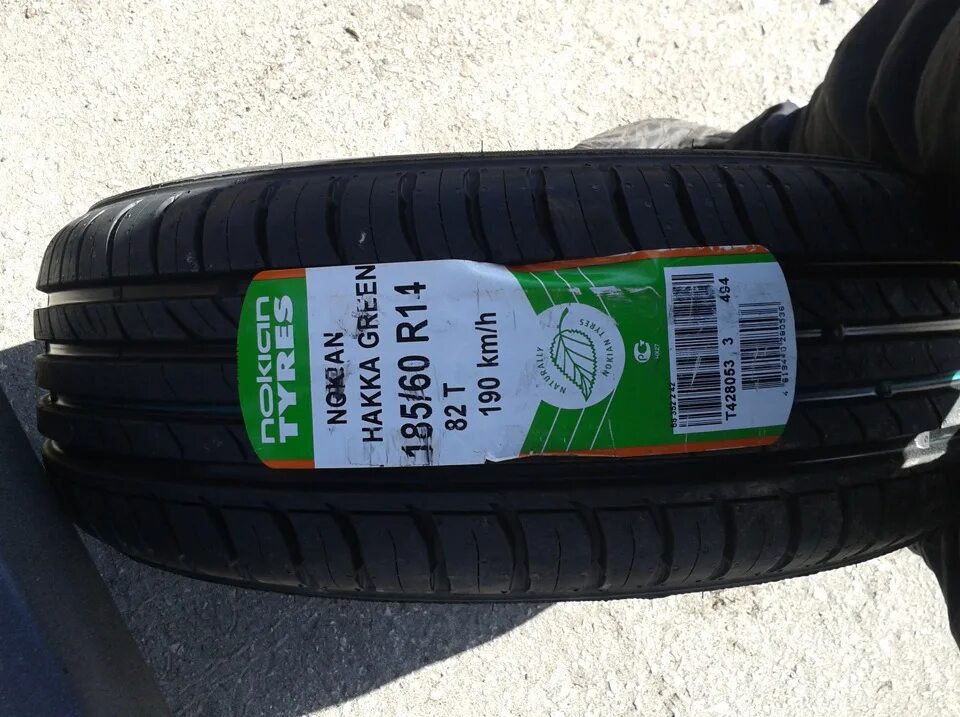 nokian
TYRES
NOKIAN
HAKKA GREEN
185/60 R14
82 T
190 km/h
NATURALLY
NOKIAN TYRES
T428053 3
494